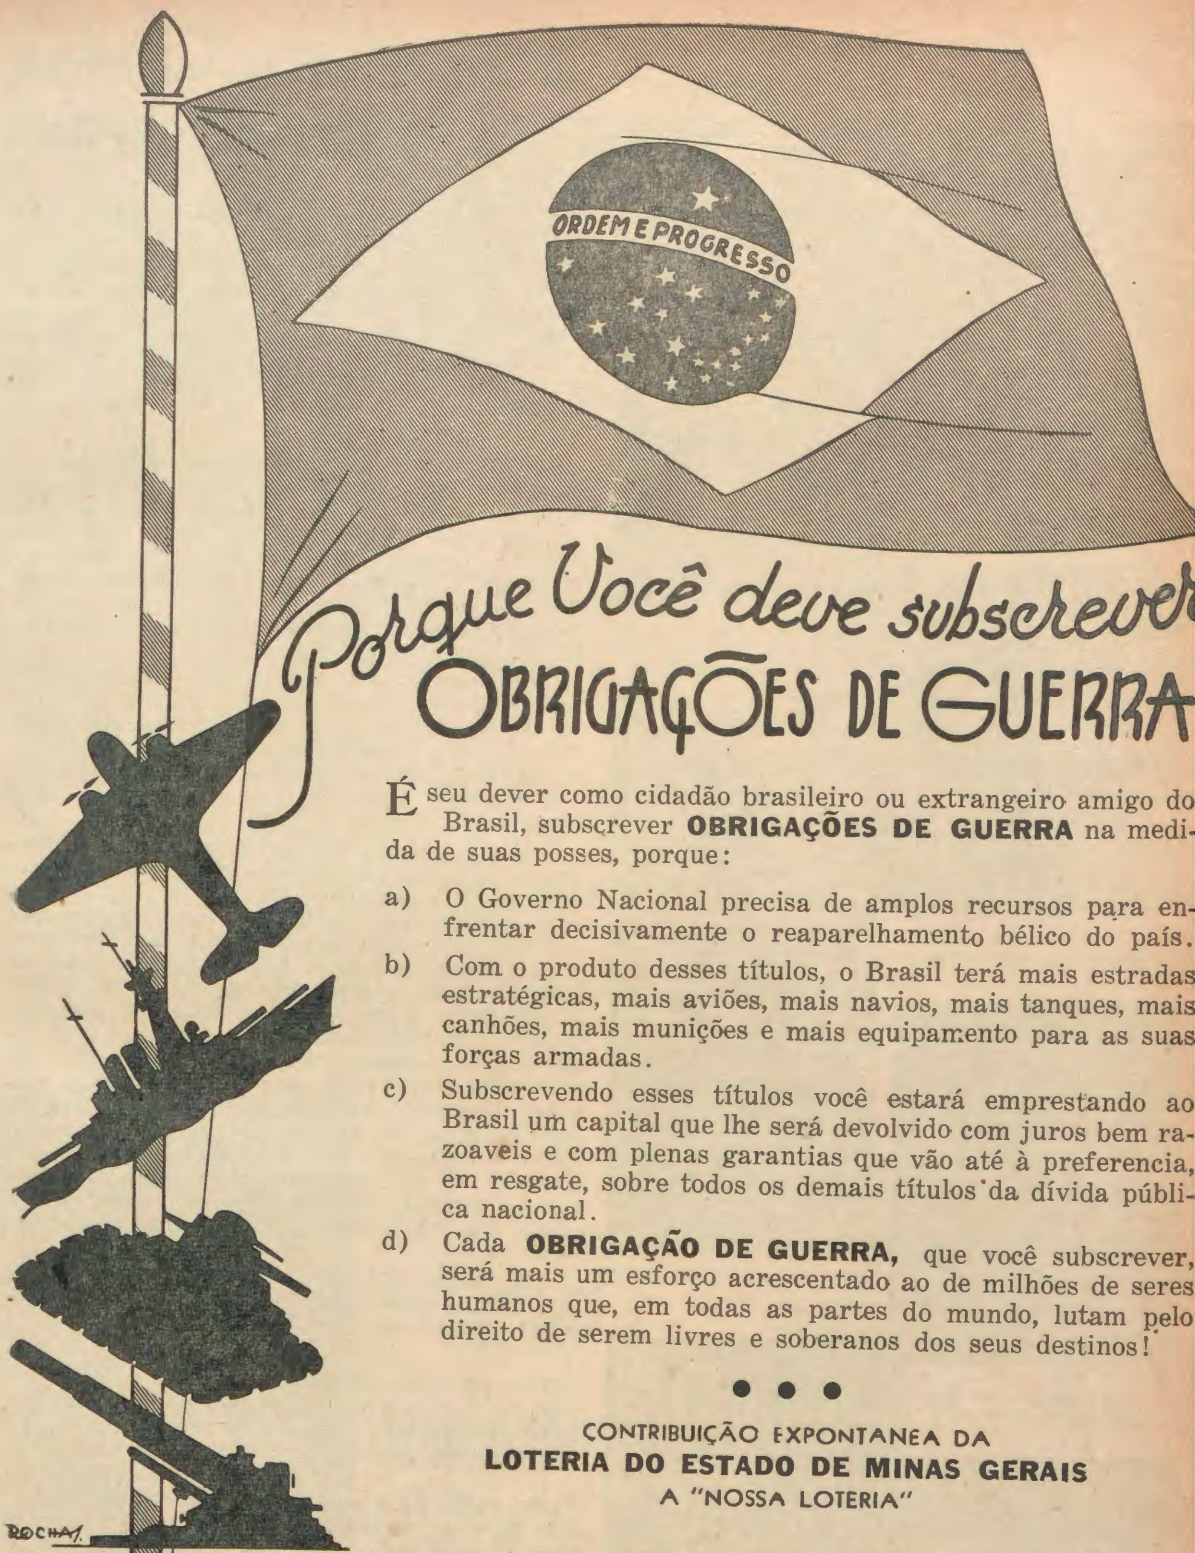 ORDEM E PROGRESSO
Porque Você deve subscrever
OBRIGAÇÕES DE GUERRA
É seu dever como cidadão brasileiro ou extrangeiro amigo do
Brasil, subscrever OBRIGAÇÕES DE GUERRA na medi-
da de suas posses, porque:
a) O Governo Nacional precisa de amplos recursos para en-
frentar decisivamente o reaparelhamento bélico do país.
b) Com o produto desses títulos, o Brasil terá mais estradas
estratégicas, mais aviões, mais navios, mais tanques, mais
canhões, mais munições e mais equipamento para as suas
forças armadas.
c) Subscrevendo esses títulos você estará emprestando ao
Brasil um capital que lhe será devolvido com juros bem ra-
zoaveis e com plenas garantias que vão até à preferencia,
em resgate, sobre todos os demais títulos da dívida públi-
ca nacional.
d) Cada OBRIGAÇÃO DE GUERRA, que você subscrever,
será mais um esforço acrescentado ao de milhões de seres
humanos que, em todas as partes do mundo, lutam pelo
direito de serem livres e soberanos dos seus destinos!
CONTRIBUIÇÃO EXPONTANEA DA
LOTERIA DO ESTADO DE MINAS GERAIS
A "NOSSA LOTERIA"
ROCHA